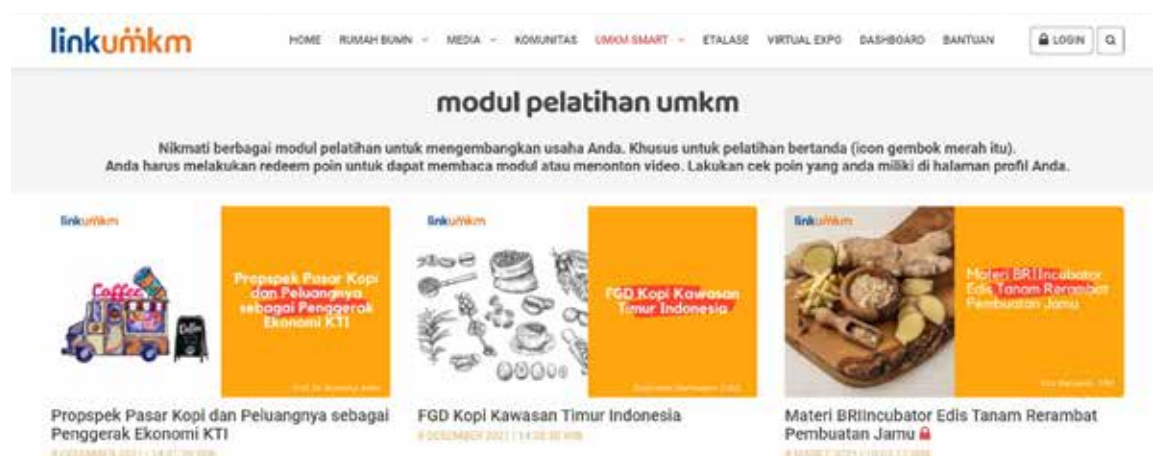 linkumkm
HOME RUMAH BUMN MEDIA KOMUNITAS UMKM SMART ETALASE VIRTUAL EXPO DASHBOARD BANTUAN LOGIN
modul pelatihan umkm
Nikmati berbagai modul pelatihan untuk mengembangkan usaha Anda. Khusus untuk pelatihan bertanda (icon gembok merah itu).
Anda harus melakukan redeem poin untuk dapat membaca modul atau menonton video. Lakukan cek poin yang anda miliki di halaman profil Anda.
linkumkm
Coffee
Propspek Pasar Kopi
dan Peluangnya
sebagai Penggerak
Ekonomi KTI
linkumkm
FGD Kopi Kawasan
Timur Indonesia
linkumkm
Materi BRIIncubator
Edis Tanam Rerambat
Pembuatan Jamu
Propspek Pasar Kopi dan Peluangnya sebagai
Penggerak Ekonomi KTI
FGD Kopi Kawasan Timur Indonesia
Materi BRIIncubator Edis Tanam Rerambat
Pembuatan Jamu